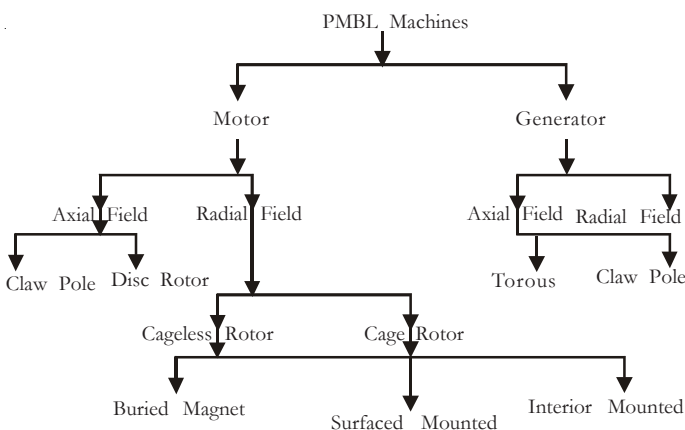 PMBL Machines
Motor
Generator
Axial Field
Radial Field
Axial Field
Radial Field
Claw Pole
Disc Rotor
Torous
Claw Pole
Cageless Rotor
Cage Rotor
Buried Magnet
Surfaced Mounted
Interior Mounted